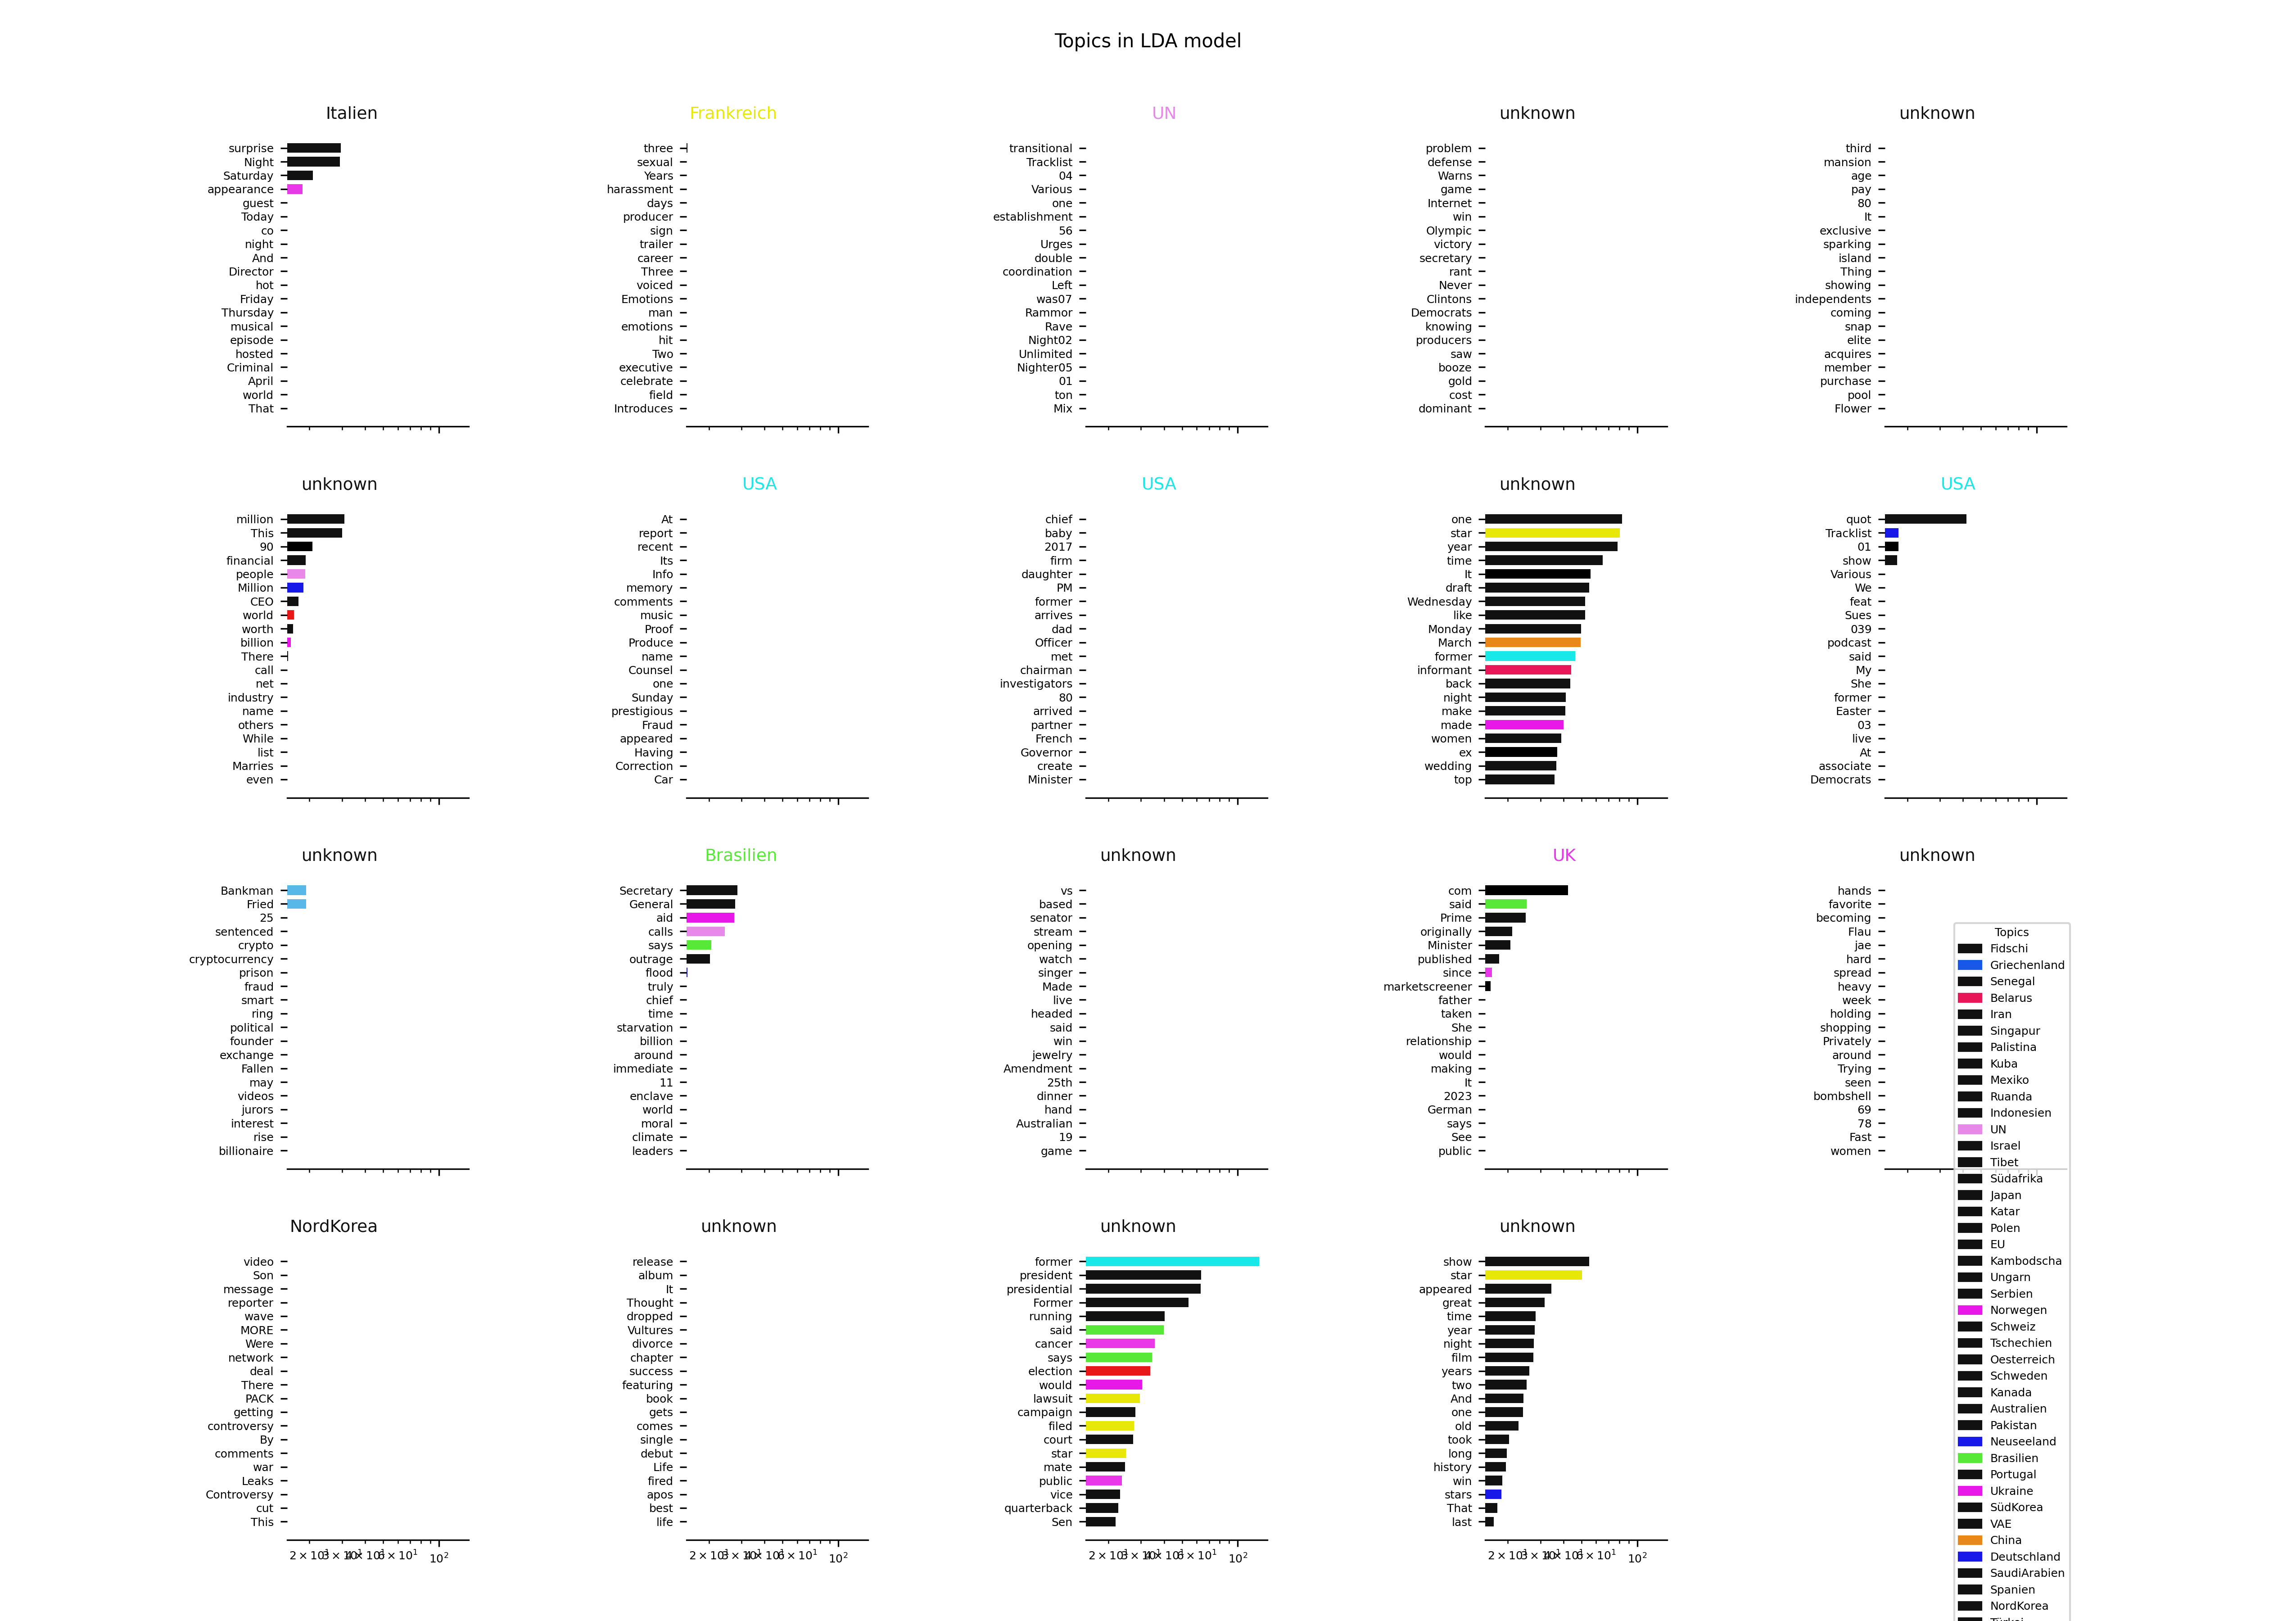 Topics in LDA model
Italien
surprise
Night
Saturday
appearance
guest
Today
co
night
And
Director
hot
Friday
Thursday
musical
episode
hosted
Criminal
April
world
That
Frankreich
three
sexual
Years
harassment
days
producer
sign
trailer
career
Three
voiced
Emotions
man
emotions
hit
Two
executive
celebrate
field
Introduces
UN
transitional
Tracklist
04
Various
one
establishment
56
Urges
double
coordination
Left
was07
Rammor
Rave
Night02
Unlimited
Nighter05
01
ton
Mix
unknown
problem
defense
Warns
game
Internet
win
Olympic
victory
secretary
rant
Never
Clintons
Democrats
knowing
producers
saw
booze
gold
cost
dominant
unknown
third
mansion
age
pay
80
It
exclusive
sparking
island
Thing
showing
independents
coming
snap
elite
acquires
member
purchase
pool
Flower
unknown
million
This
90
financial
people
Million
CEO
world
worth
billion
There
call
net
industry
name
others
While
list
Marries
even
USA
At
report
recent
Its
Info
memory
comments
music
Proof
Produce
name
Counsel
one
Sunday
prestigious
Fraud
appeared
Having
Correction
Car
USA
chief
baby
2017
firm
daughter
PM
former
arrives
dad
Officer
met
chairman
investigators
80
arrived
partner
French
Governor
create
Minister
unknown
one
star
year
time
It
draft
Wednesday
like
Monday
March
former
informant
back
night
make
made
women
ex
wedding
top
USA
quot
Tracklist
01
show
Various
We
feat
Sues
039
podcast
said
My
She
former
Easter
03
live
At
associate
Democrats
unknown
Bankman
Fried
25
sentenced
crypto
cryptocurrency
prison
fraud
smart
ring
political
founder
exchange
Fallen
may
videos
jurors
interest
rise
billionaire
Brasilien
Secretary
General
aid
calls
says
outrage
flood
truly
chief
time
starvation
billion
around
immediate
11
enclave
world
moral
climate
leaders
unknown
vs
based
senator
stream
opening
watch
singer
Made
live
headed
said
win
jewelry
Amendment
25th
dinner
hand
Australian
19
game
UK
com
said
Prime
originally
Minister
published
since
marketscreener
father
taken
She
relationship
would
making
It
2023
German
says
See
public
unknown
hands
favorite
becoming
Flau
jae
hard
spread
heavy
week
holding
shopping
Privately
around
Trying
seen
bombshell
69
78
Fast
women
NordKorea
video
Son
message
reporter
wave
MORE
Were
network
deal
There
PACK
getting
controversy
By
comments
war
Leaks
Controversy
cut
This
10²
unknown
release
album
It
Thought
dropped
Vultures
divorce
chapter
success
featuring
book
gets
comes
single
debut
Life
fired
apos
best
life
10²
unknown
former
president
presidential
Former
running
said
cancer
says
election
would
lawsuit
campaign
filed
court
star
mate
public
vice
quarterback
Sen
10²
unknown
show
star
appeared
great
time
year
night
film
years
two
And
one
old
took
long
history
win
stars
That
last
10²
Topics
Fidschi
Griechenland
Senegal
Belarus
Iran
Singapur
Palistina
Kuba
Mexiko
Ruanda
Indonesien
UN
Israel
Tibet
Südafrika
Japan
Katar
Polen
EU
Kambodscha
Ungarn
Serbien
Norwegen
Schweiz
Tschechien
Oesterreich
Schweden
Kanada
Australien
Pakistan
Neuseeland
Brasilien
Portugal
Ukraine
SüdKorea
VAE
China
Deutschland
SaudiArabien
Spanien
NordKorea